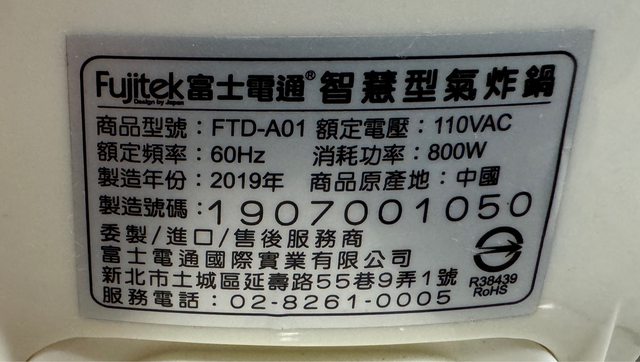 Fujitek富士電通® 智慧型氣炸鍋
Design by Japan
商品型號：FTD-A01 額定電壓：110VAC
額定頻率：60Hz 消耗功率：800W
製造年份：2019年 商品原產地：中國
製造號碼：19070010 50
委製/進口/售後服務商
富士電通國際實業有限公司
新北市土城區延壽路55巷9弄1號
服務電話：02-8261-0005
R38439
RoHS